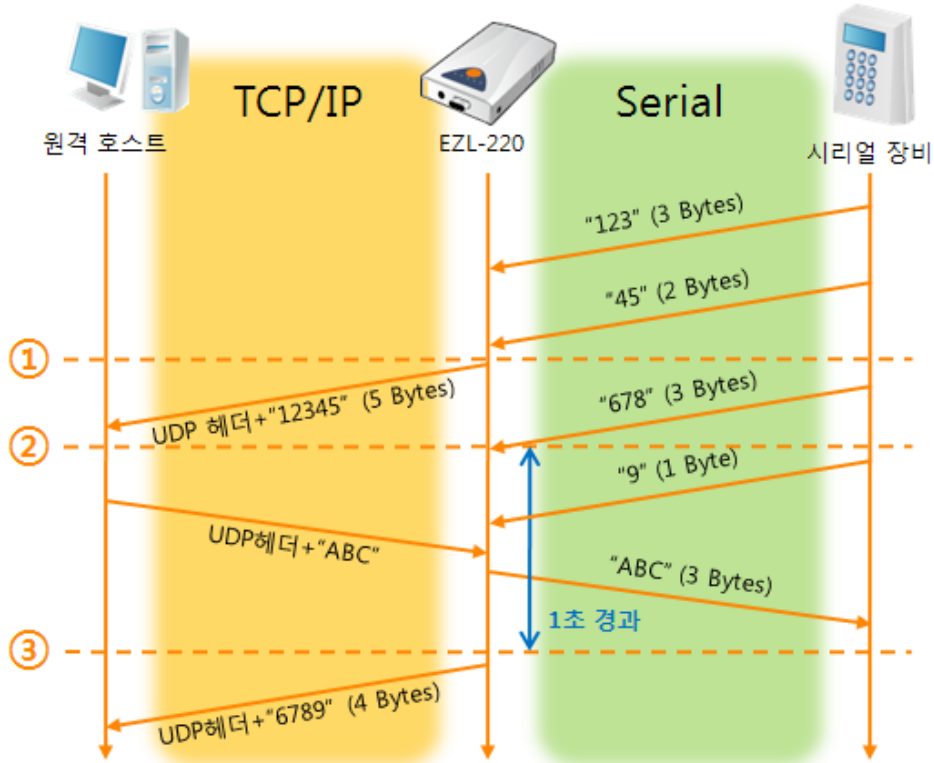 TCP/IP
Serial
원격 호스트
EZL-220
시리얼 장비
"123" (3 Bytes)
"45" (2 Bytes)
①
UDP 헤더+"12345" (5 Bytes)
"678" (3 Bytes)
②
"9" (1 Byte)
UDP헤더+"ABC"
"ABC" (3 Bytes)
1초 경과
③
UDP헤더+"6789" (4 Bytes)